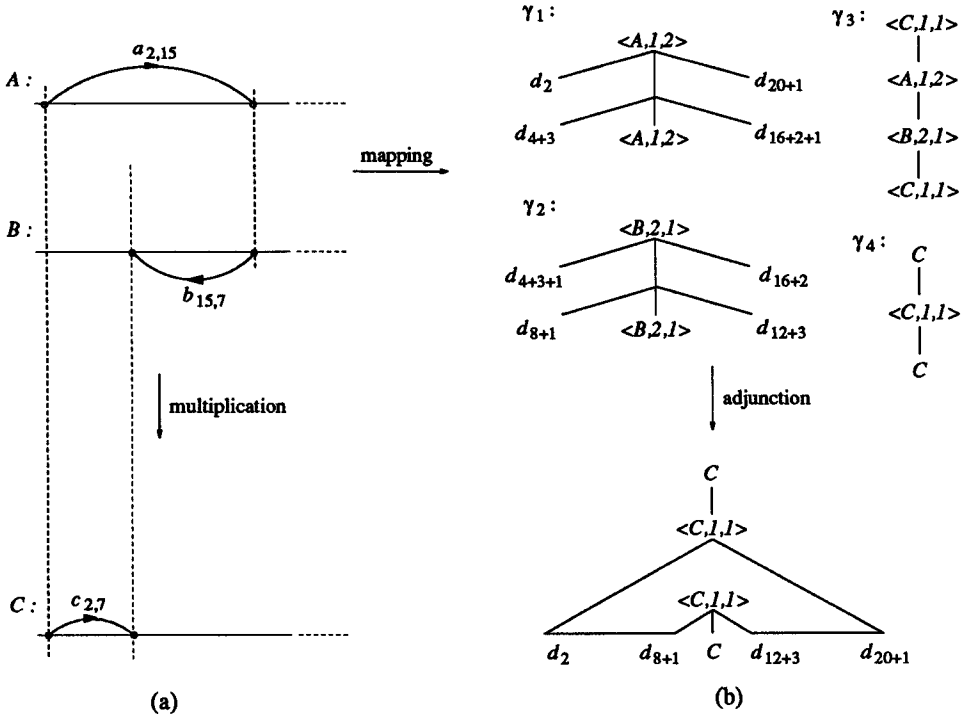 A :
a2,15
B :
b15,7
multiplication
C :
c2,7
(a)
mapping
γ1 :
<A,1,2>
d2
d20+1
d4+3
<A,1,2>
d16+2+1
γ2 :
<B,2,1>
d4+3+1
d16+2
d8+1
<B,2,1>
d12+3
γ3 :
<C,1,1>
<A,1,2>
<B,2,1>
<C,1,1>
γ4 :
C
<C,1,1>
C
adjunction
C
<C,1,1>
<C,1,1>
d2
d8+1
C
d12+3
d20+1
(b)